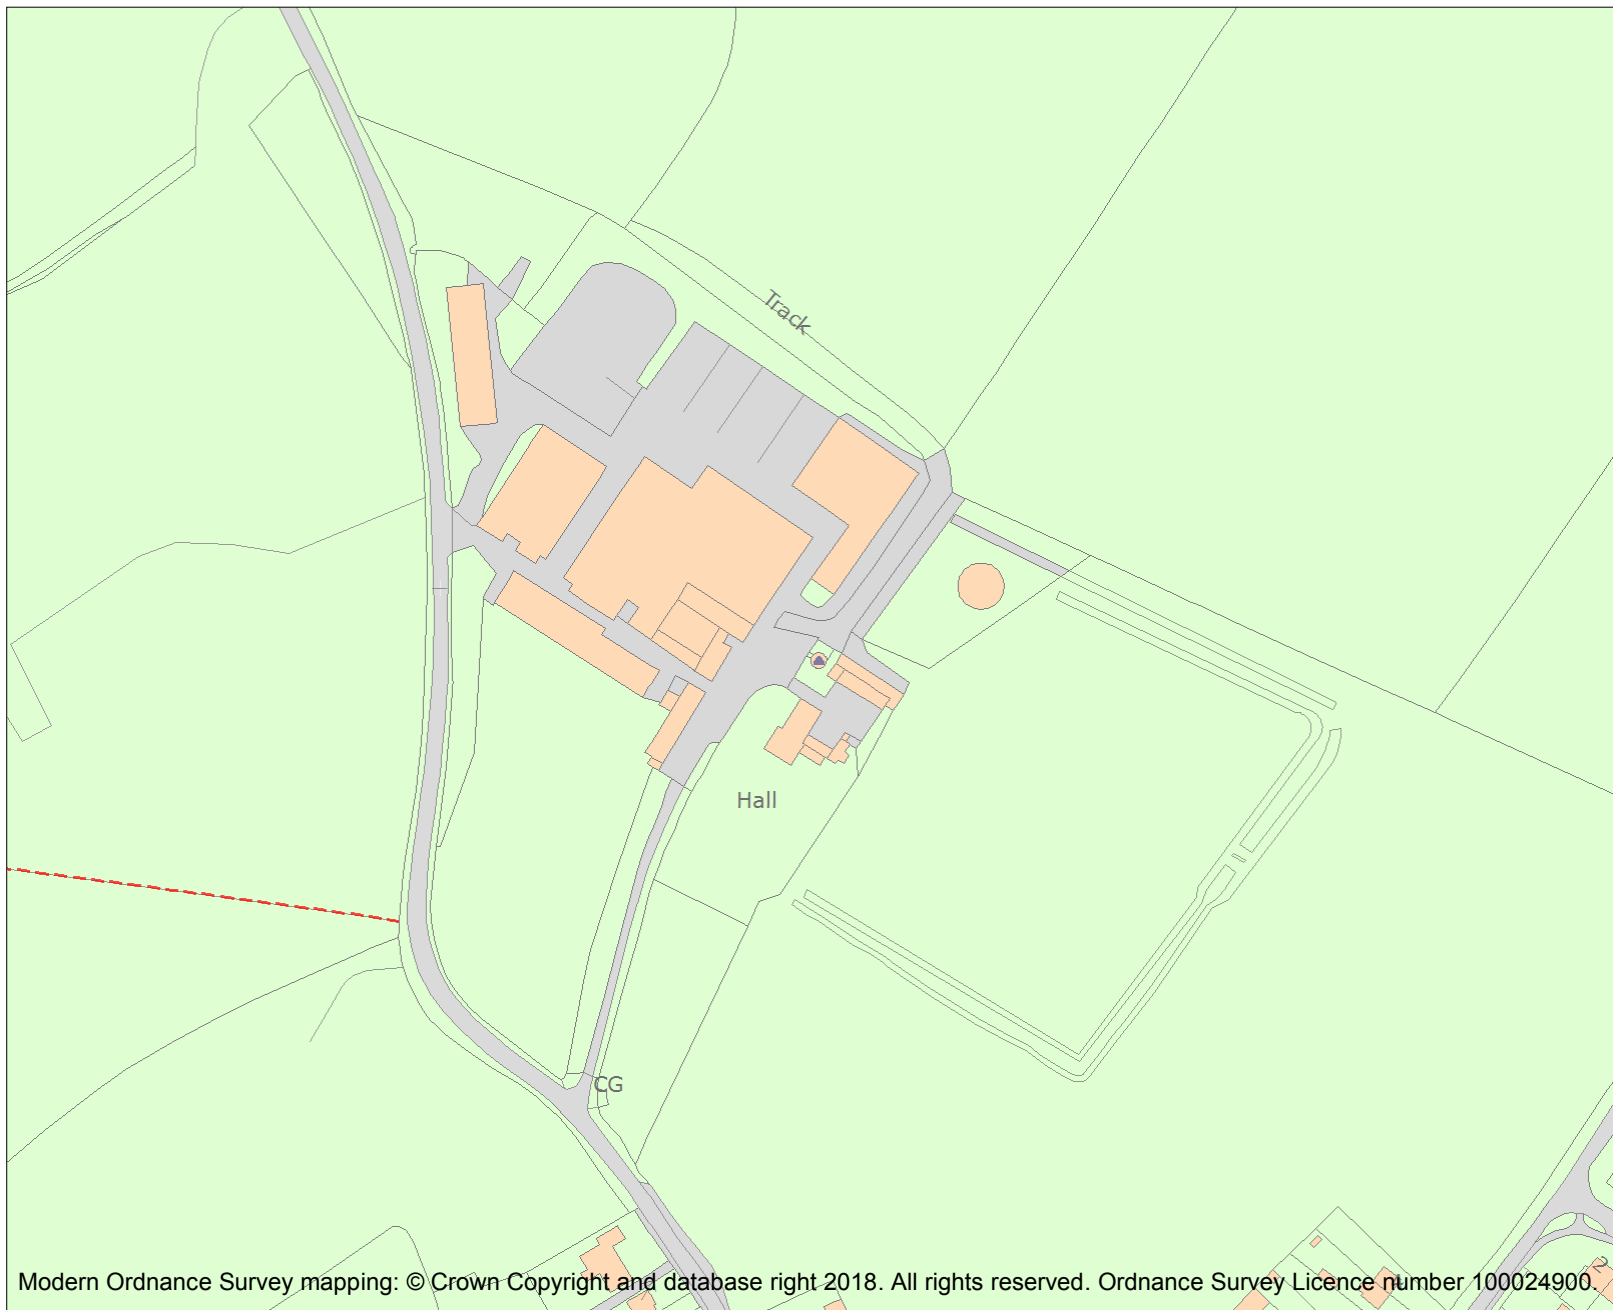 Track
Hall
CG
2
Modern Ordnance Survey mapping: © Crown Copyright and database right 2018. All rights reserved. Ordnance Survey Licence number 100024900.